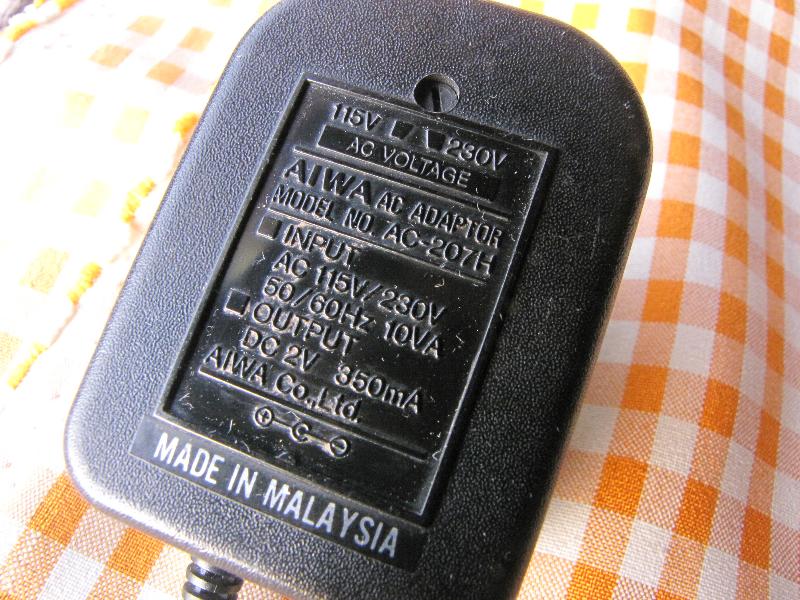 115V 230V
AC VOLTAGE
AIWA AC ADAPTOR
MODEL NO. AC-207H
INPUT
AC 115V/230V
50/60Hz 10VA
OUTPUT
DC 2V 350mA
AIWA Co.,Ltd.
MADE IN MALAYSIA